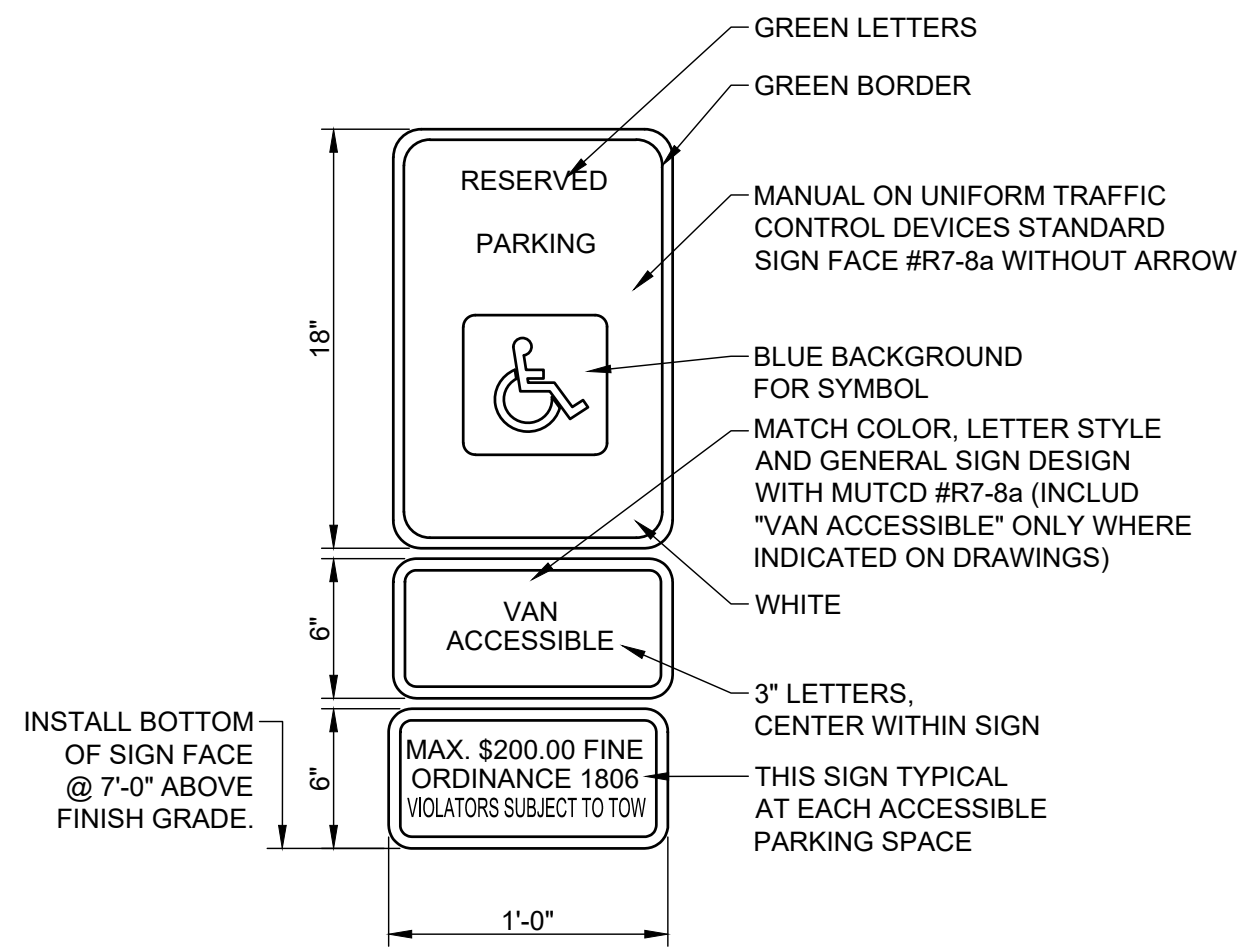 GREEN LETTERS
GREEN BORDER
RESERVED
PARKING
MANUAL ON UNIFORM TRAFFIC
CONTROL DEVICES STANDARD
SIGN FACE #R7-8a WITHOUT ARROW
18"
BLUE BACKGROUND
FOR SYMBOL
MATCH COLOR, LETTER STYLE
AND GENERAL SIGN DESIGN
WITH MUTCD #R7-8a (INCLUD
"VAN ACCESSIBLE" ONLY WHERE
INDICATED ON DRAWINGS)
WHITE
VAN
ACCESSIBLE
6"
3" LETTERS,
CENTER WITHIN SIGN
INSTALL BOTTOM
OF SIGN FACE
@ 7'-0" ABOVE
FINISH GRADE.
6"
MAX. $200.00 FINE
ORDINANCE 1806
VIOLATORS SUBJECT TO TOW
THIS SIGN TYPICAL
AT EACH ACCESSIBLE
PARKING SPACE
1'-0"